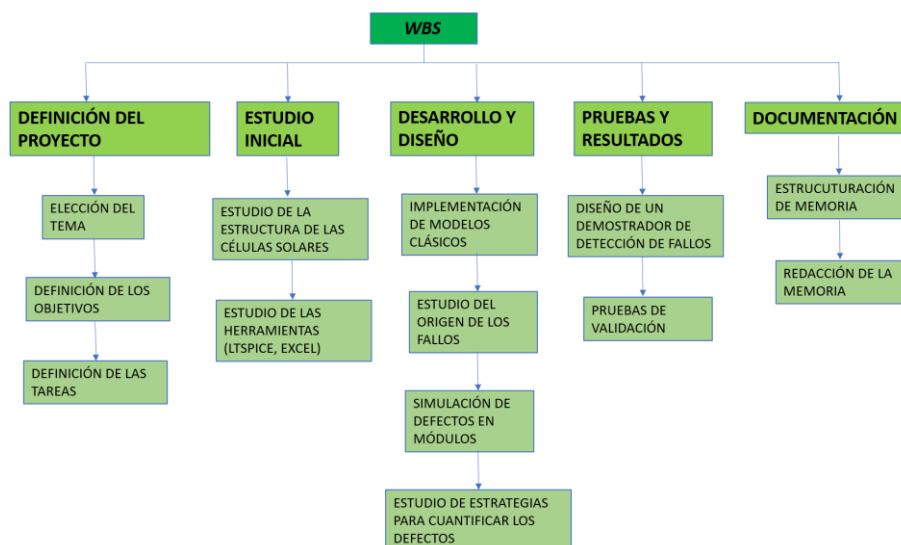 WBS
DEFINICIÓN DEL
PROYECTO
ELECCIÓN DEL
TEMA
DEFINICIÓN DE LOS
OBJETIVOS
DEFINICIÓN DE LAS
TAREAS
ESTUDIO
INICIAL
ESTUDIO DE LA
ESTRUCTURA DE LAS
CÉLULAS SOLARES
ESTUDIO DE LAS
HERRAMIENTAS
(LTSPICE, EXCEL)
DESARROLLO Y
DISEÑO
IMPLEMENTACIÓN
DE MODELOS
CLÁSICOS
ESTUDIO DEL
ORIGEN DE LOS
FALLOS
SIMULACIÓN DE
DEFECTOS EN
MÓDULOS
ESTUDIO DE ESTRATEGIAS
PARA CUANTIFICAR LOS
DEFECTOS
PRUEBAS Y
RESULTADOS
DISEÑO DE UN
DEMOSTRADOR DE
DETECCIÓN DE FALLOS
PRUEBAS DE
VALIDACIÓN
DOCUMENTACIÓN
ESTRUCUTURACIÓN
DE MEMORIA
REDACCIÓN DE LA
MEMORIA